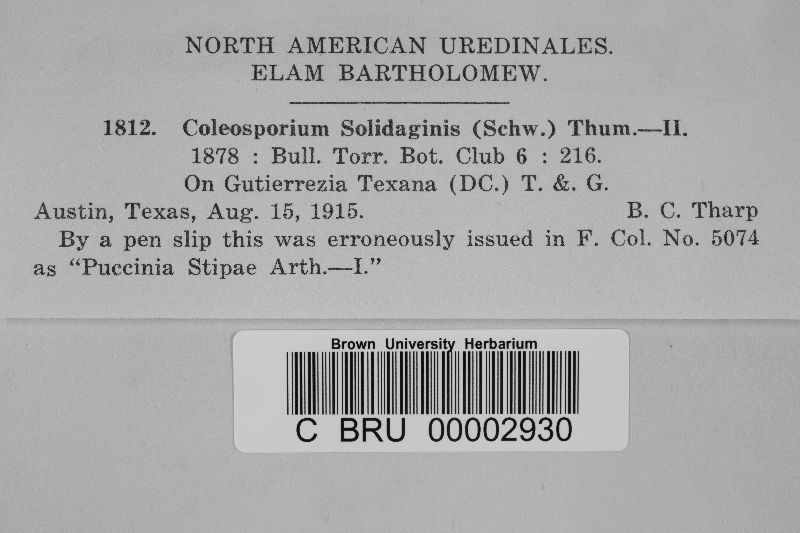 NORTH AMERICAN UREDINALES.
ELAM BARTHOLOMEW.
1812. Coleosporium Solidaginis (Schw.) Thum.—II.
1878 : Bull. Torr. Bot. Club 6 : 216.
On Gutierrezia Texana (DC.) T. &. G.
Austin, Texas, Aug. 15, 1915. B. C. Tharp
By a pen slip this was erroneously issued in F. Col. No. 5074
as “Puccinia Stipae Arth.—I.”
Brown University Herbarium
C BRU 00002930